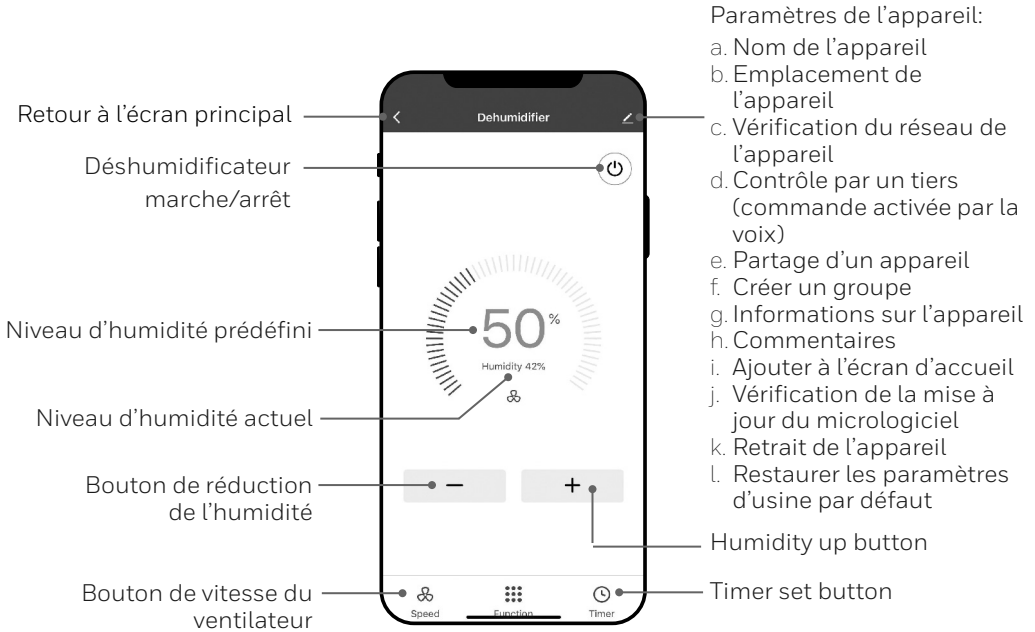 Paramètres de l'appareil:
a. Nom de l'appareil
b. Emplacement de
l'appareil
c. Vérification du réseau de
l'appareil
d. Contrôle par un tiers
(commande activée par la
voix)
e. Partage d'un appareil
f. Créer un groupe
g. Informations sur l'appareil
h. Commentaires
i. Ajouter à l'écran d'accueil
j. Vérification de la mise à
jour du micrologiciel
k. Retrait de l'appareil
l. Restaurer les paramètres
d'usine par défaut
Humidity up button
Timer set button
Retour à l'écran principal
Déshumidificateur
marche/arrêt
Niveau d'humidité prédéfini
Niveau d'humidité actuel
Bouton de réduction
de l'humidité
Bouton de vitesse du
ventilateur
Dehumidifier
50%
Humidity 42%
− +
Speed Function Timer